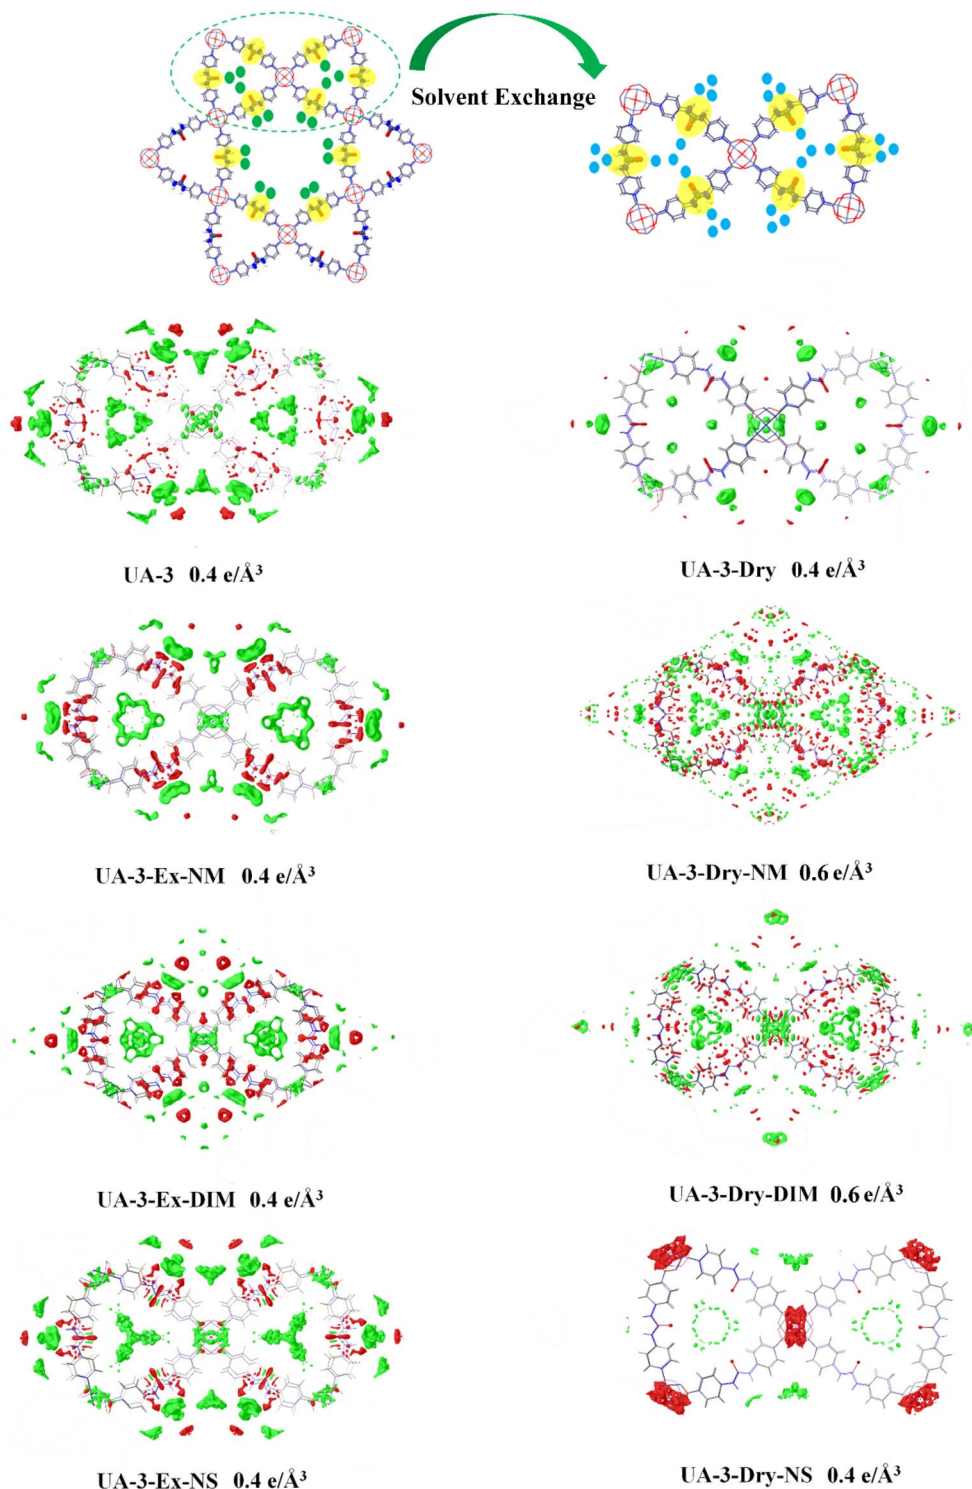 Solvent Exchange
UA-3 0.4 e/Å³
UA-3-Dry 0.4 e/Å³
UA-3-Ex-NM 0.4 e/Å³
UA-3-Dry-NM 0.6 e/Å³
UA-3-Ex-DIM 0.4 e/Å³
UA-3-Dry-DIM 0.6 e/Å³
UA-3-Ex-NS 0.4 e/Å³
UA-3-Dry-NS 0.4 e/Å³